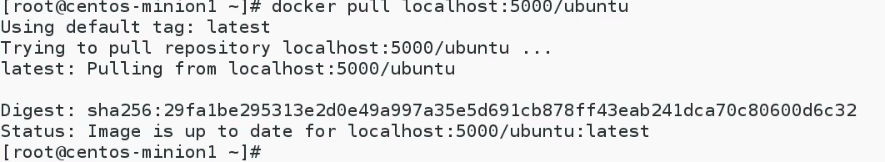 [root@centos-minion1 ~]# docker pull localhost:5000/ubuntu
Using default tag: latest
Trying to pull repository localhost:5000/ubuntu ...
latest: Pulling from localhost:5000/ubuntu
Digest: sha256:29fa1be295313e2d0e49a997a35e5d691cb878ff43eab241dca70c80600d6c32
Status: Image is up to date for localhost:5000/ubuntu:latest
[root@centos-minion1 ~]#